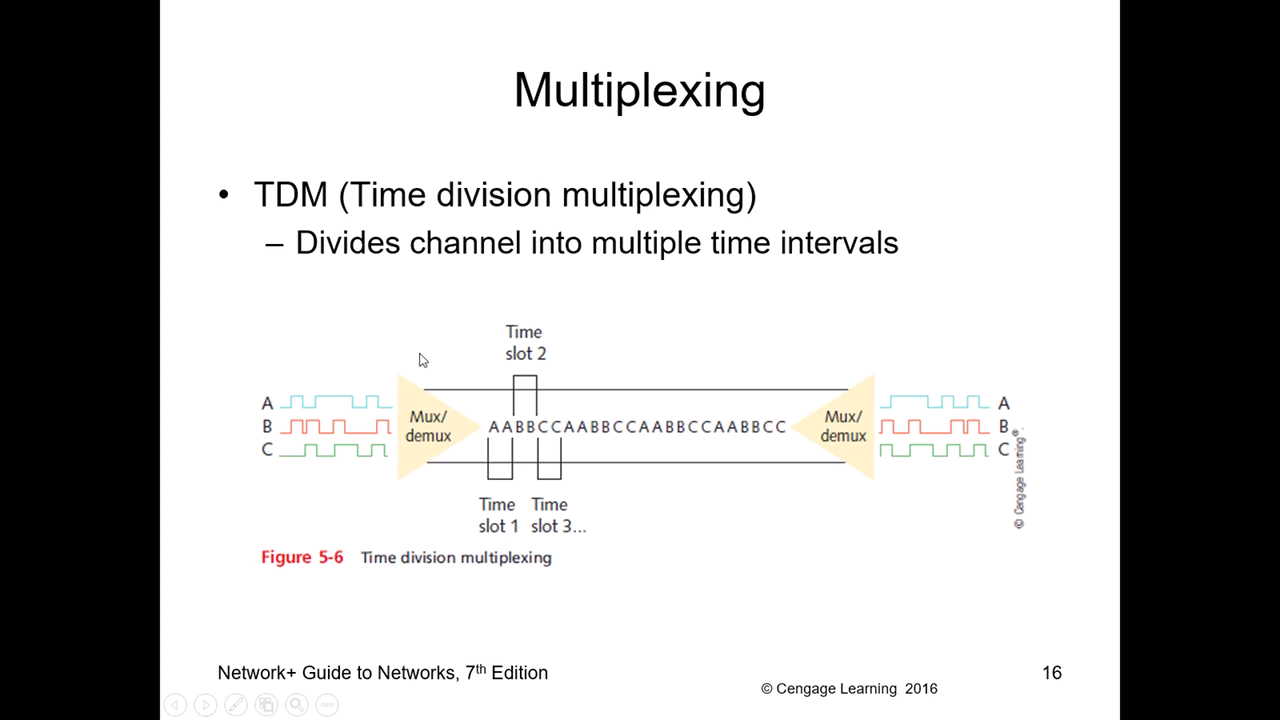 Multiplexing
• TDM (Time division multiplexing)
– Divides channel into multiple time intervals
Time
slot 2
A
B
C
Mux/
demux
AABBCCAABBCCAABBCCAABBCC
Mux/
demux
A
B
C
© Cengage Learning®.
Time
slot 1
Time
slot 3...
Figure 5-6 Time division multiplexing
Network+ Guide to Networks, 7th Edition
16
© Cengage Learning 2016